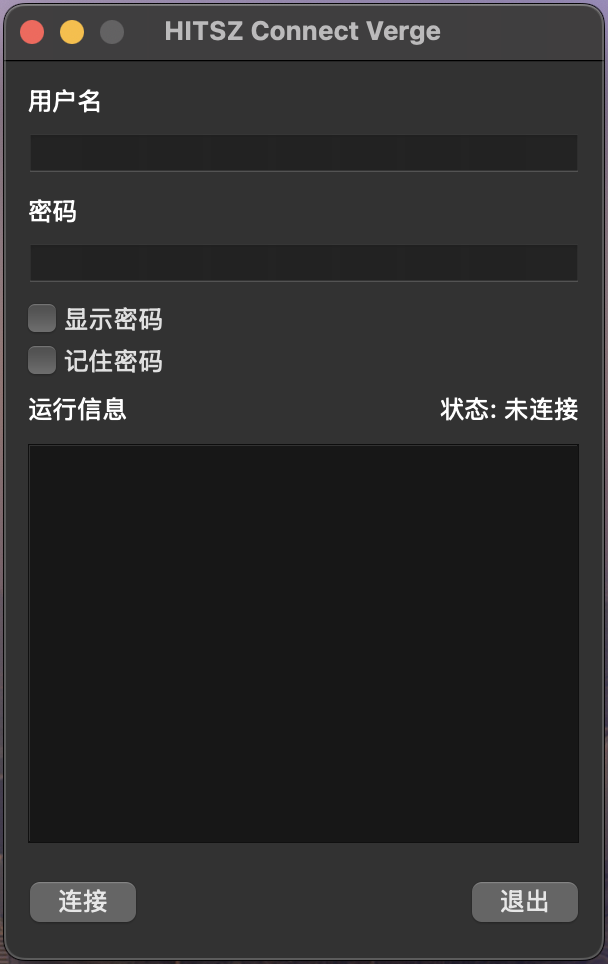 HITSZ Connect Verge
用户名
密码
显示密码
记住密码
运行信息 状态: 未连接
连接 退出